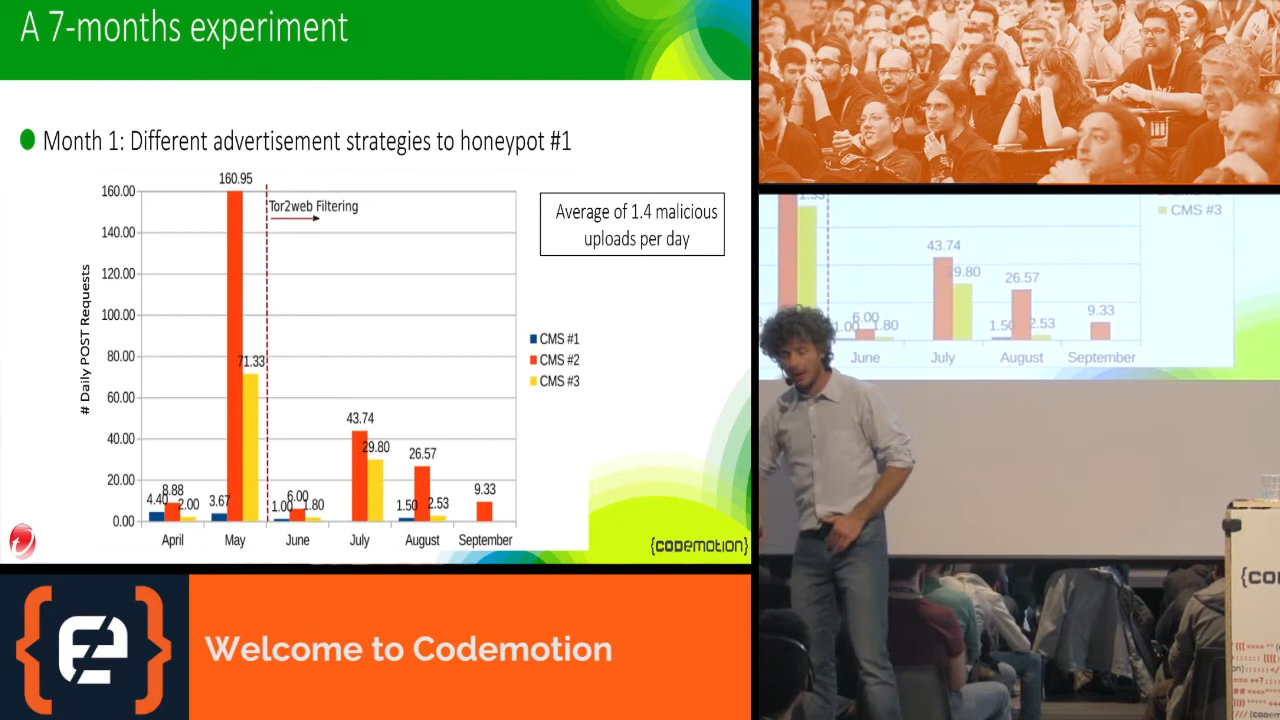 A 7-months experiment
Month 1: Different advertisement strategies to honeypot #1
160.95
160.00
140.00
120.00
100.00
80.00
60.00
40.00
20.00
0.00
# Daily POST Requests
Tor2web Filtering
4.40
8.88
2.00
3.67
71.33
1.00
6.00
1.80
43.74
29.80
1.50
26.57
2.53
9.33
April
May
June
July
August
September
CMS #1
CMS #2
CMS #3
Average of 1.4 malicious
uploads per day
{codemotion}
Welcome to Codemotion
1.33
CMS #3
43.74
29.80
26.57
9.33
6.00
1.00
1.80
1.50
2.53
June
July
August
September
{co